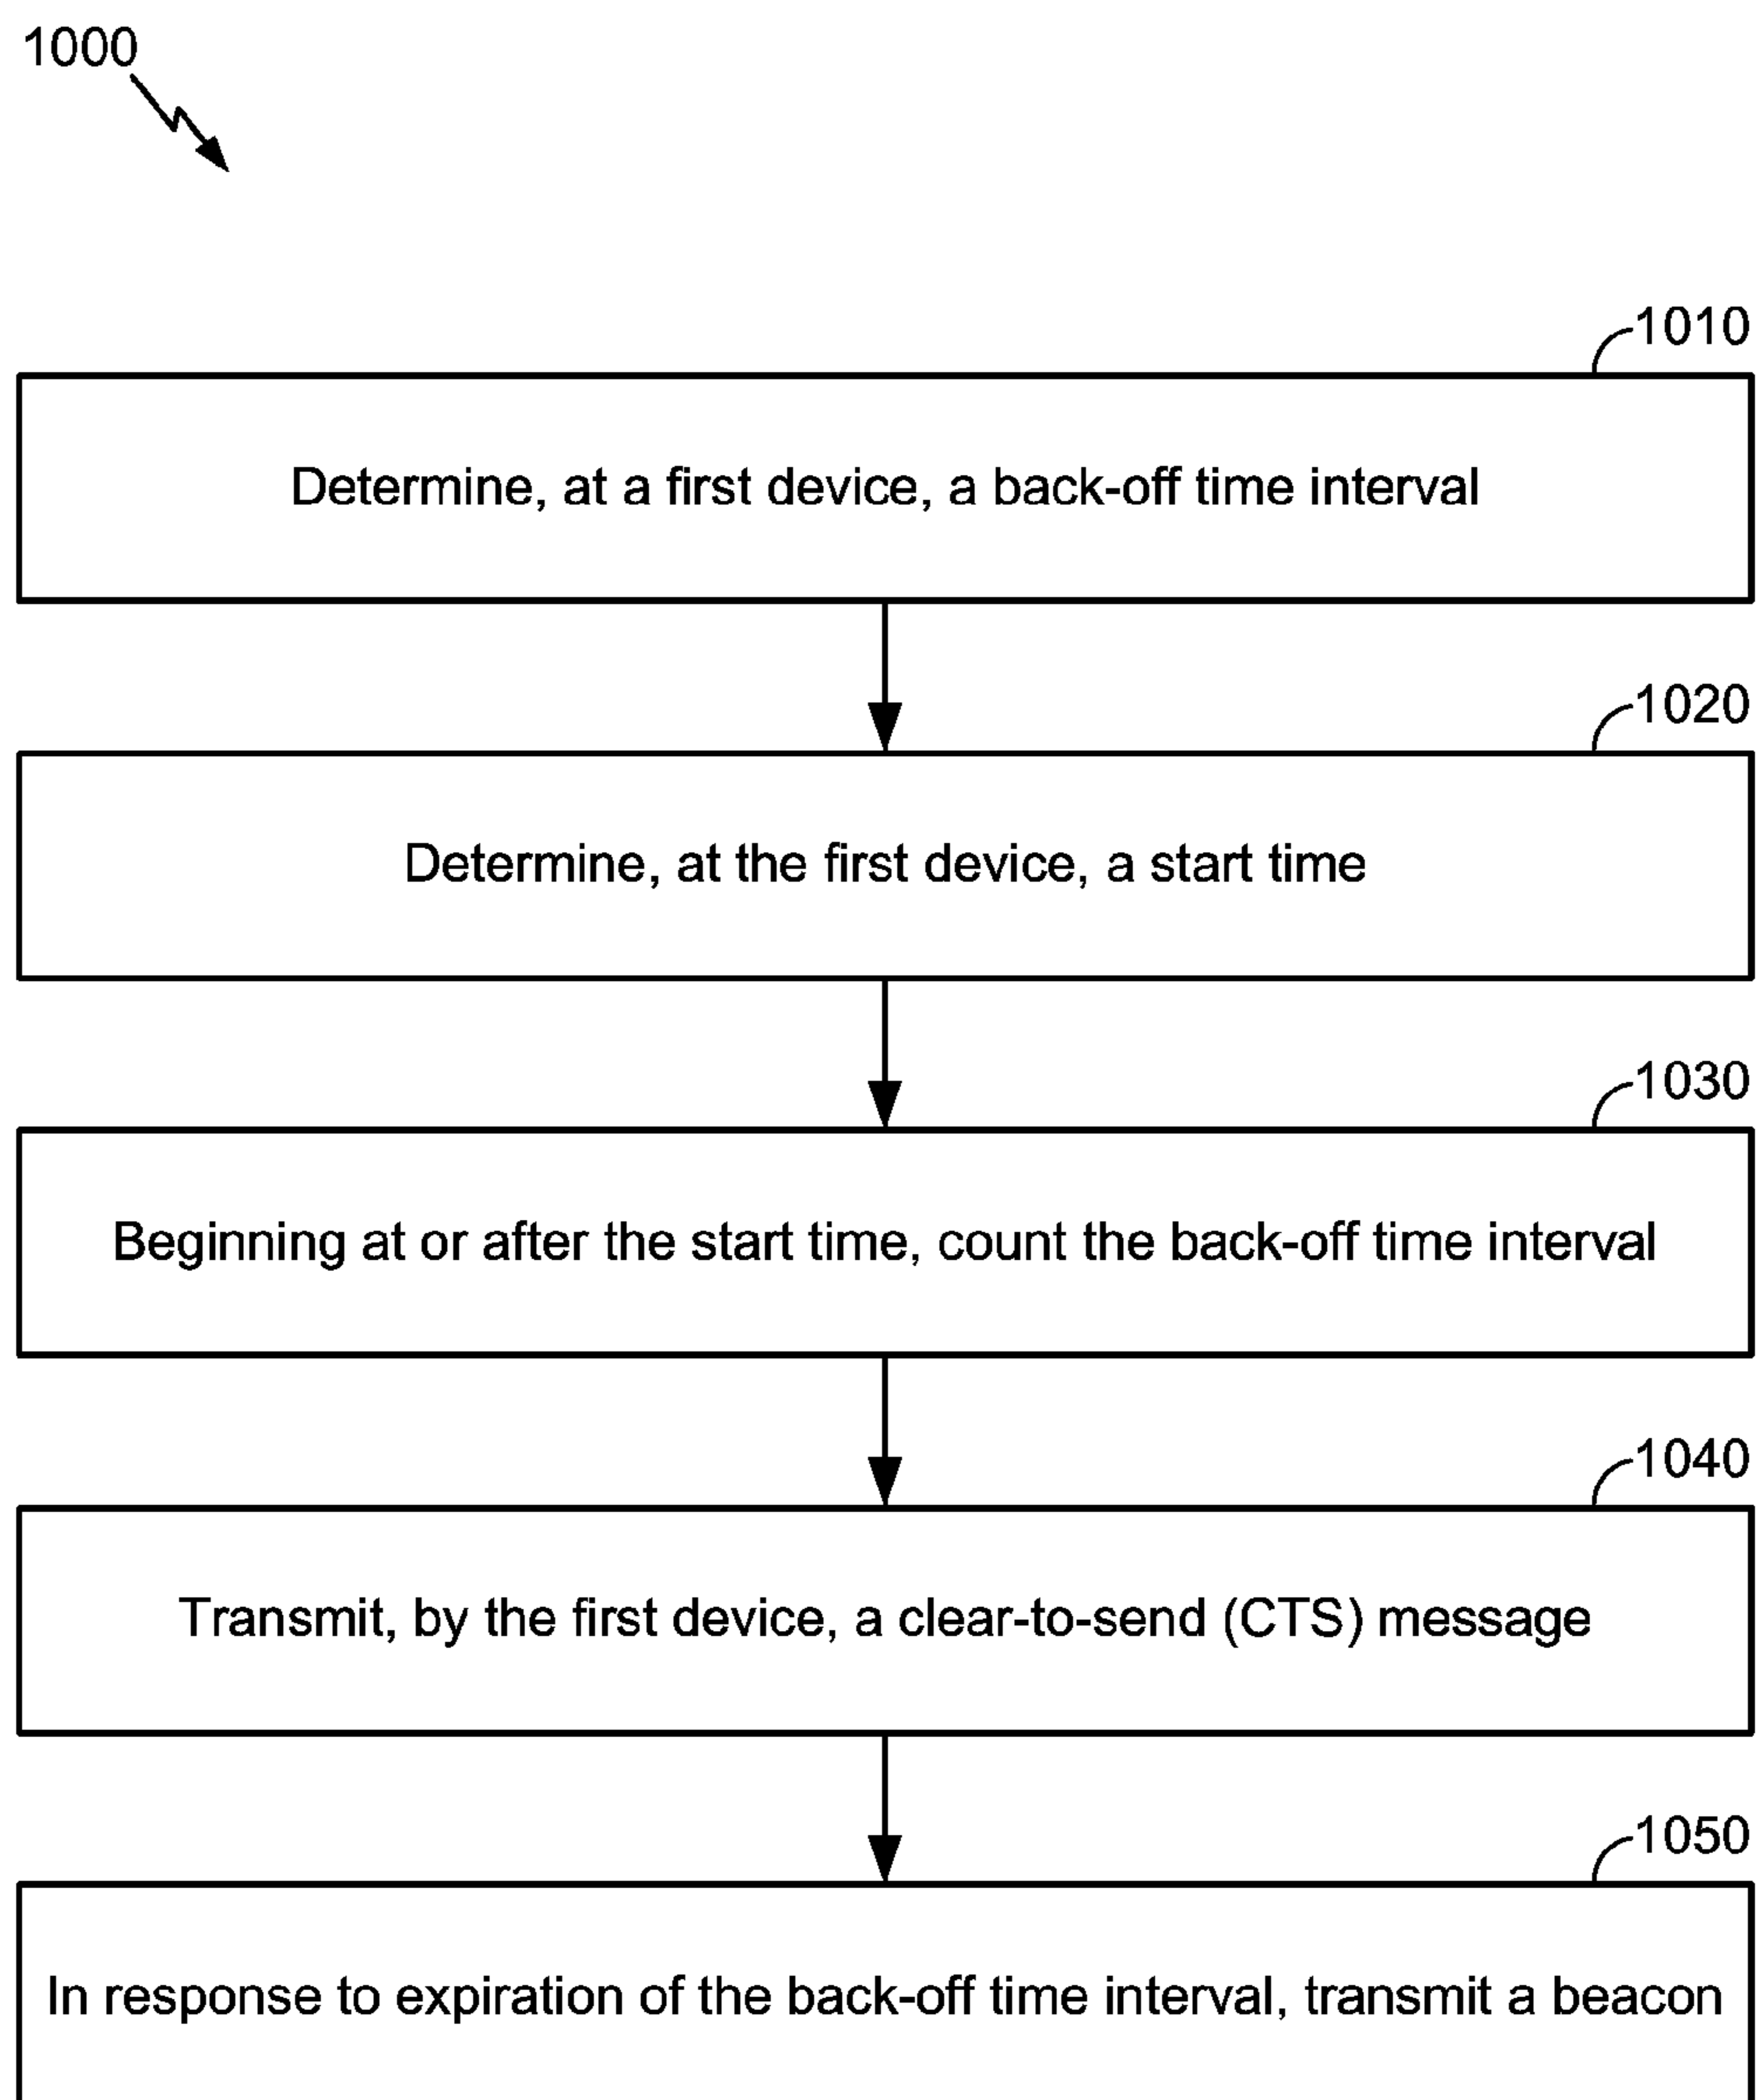 1000
1010
Determine, at a first device, a back-off time interval
1020
Determine, at the first device, a start time
1030
Beginning at or after the start time, count the back-off time interval
1040
Transmit, by the first device, a clear-to-send (CTS) message
1050
In response to expiration of the back-off time interval, transmit a beacon